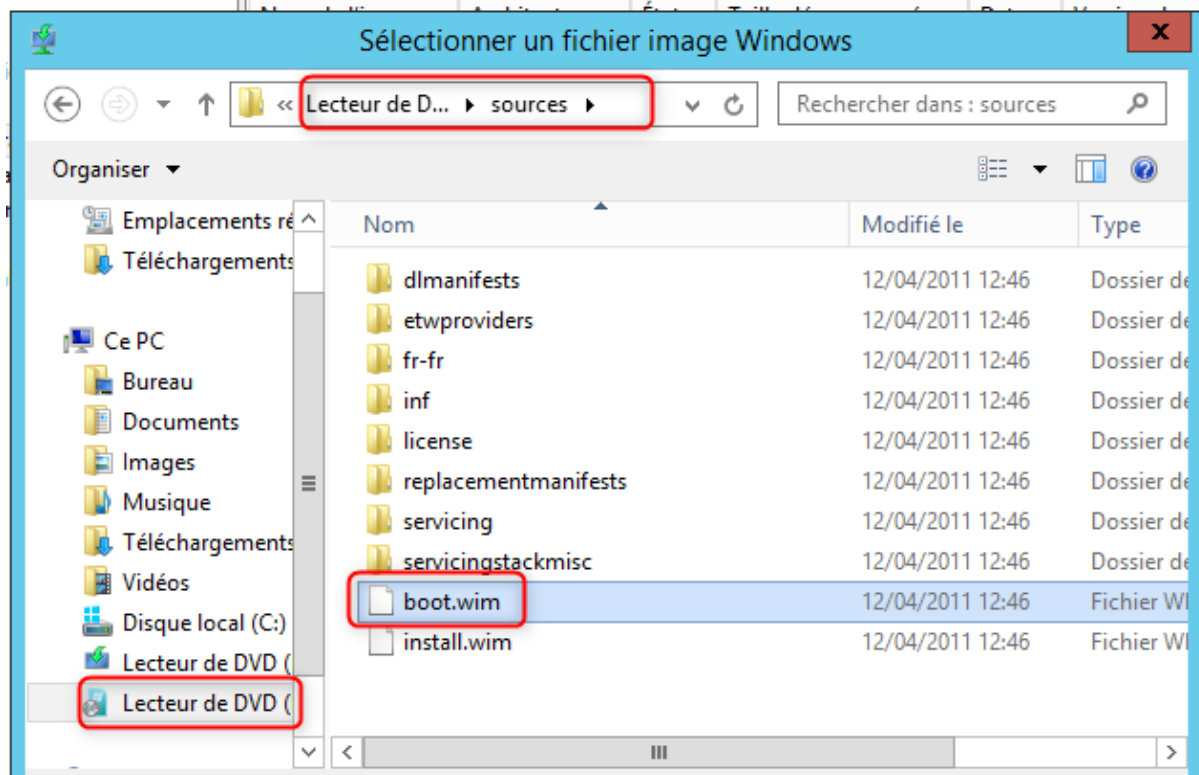 Sélectionner un fichier image Windows
x
« Lecteur de D... sources Rechercher dans : sources
Organiser
Emplacements ré
Téléchargements
Ce PC
Bureau
Documents
Images
Musique
Téléchargements
Vidéos
Disque local (C:)
Lecteur de DVD (
Lecteur de DVD (
Nom Modifié le Type
dlmanifests 12/04/2011 12:46 Dossier de
etwproviders 12/04/2011 12:46 Dossier de
fr-fr 12/04/2011 12:46 Dossier de
inf 12/04/2011 12:46 Dossier de
license 12/04/2011 12:46 Dossier de
replacementmanifests 12/04/2011 12:46 Dossier de
servicing 12/04/2011 12:46 Dossier de
servicingstackmisc 12/04/2011 12:46 Dossier de
boot.wim 12/04/2011 12:46 Fichier WI
install.wim 12/04/2011 12:46 Fichier WI